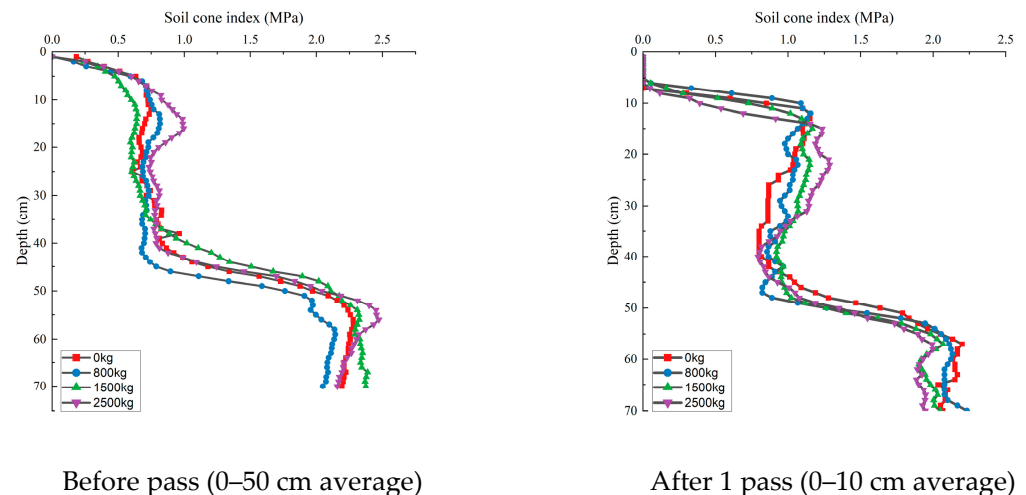 Soil cone index (MPa)
0.0 0.5 1.0 1.5 2.0 2.5
0
10
20
30
40
50
60
70
Depth (cm)
0kg
800kg
1500kg
2500kg
Before pass (0–50 cm average)
Soil cone index (MPa)
0.0 0.5 1.0 1.5 2.0 2.5
0
10
20
30
40
50
60
70
Depth (cm)
0kg
800kg
1500kg
2500kg
After 1 pass (0–10 cm average)